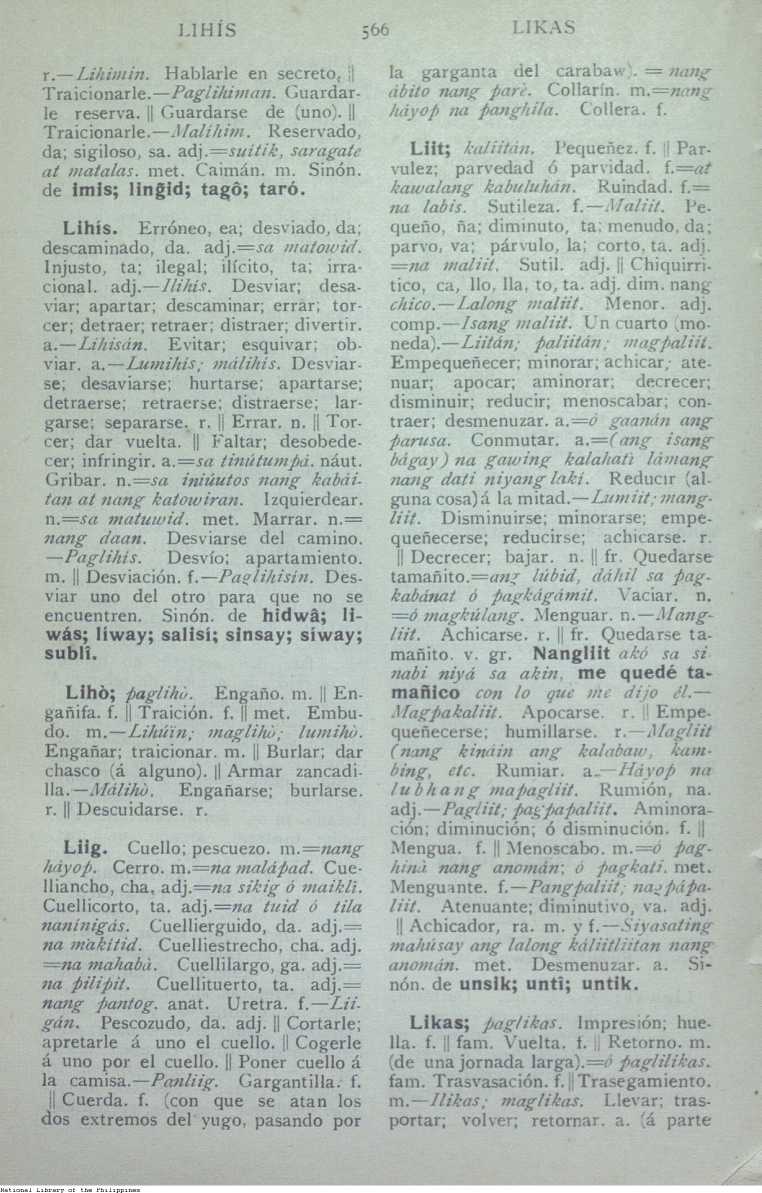 LIHÍS
566
LIKAS
r.—Lihimin. Hablarle en secreto, ||
Traicionarle.—Paglihiman. Guardar-
le reserva. || Guardarse de (uno). ||
Traicionarle.—Malihim. Reservado,
da; sigiloso, sa. adj.=suitik, saragate
at matalas. met. Caimán. m. Sinón.
de imis; ling̃id; tagô; taró.
Lihís. Erróneo, ea; desviado, da;
descaminado, da. adj.=sa matowid.
Injusto, ta; ilegal; ilícito, ta; irra-
cional. adj.—Ilihis. Desviar; desa-
viar; apartar; descaminar; errar; tor-
cer; detraer; retraer; distraer; divertir.
a.—Lihisán. Evitar; esquivar; ob-
viar. a.—Lumihís; málihis. Desviar-
se; desaviarse; hurtarse; apartarse;
detraerse; retraerse; distraerse; lar-
garse; separarse. r. || Errar. n. || Tor-
cer; dar vuelta. || Faltar; desobede-
cer; infringir. a.=sa tinútumpá. náut.
Gribar. n.=sa iniúutos nang kabái-
tan at nang katowiran. Izquierdear.
n.=sa matuwid. met. Marrar. n.=
nang daan. Desviarse del camino.
—Paglihis. Desvío; apartamiento.
m. || Desviación. f.—Paglihisin. Des-
viar uno del otro para que no se
encuentren. Sinón. de hidwâ; li-
wás; líway; salisí; sinsay; síway;
sublî.
Lihò; paglihò. Engaño. m. || En-
gañifa. f. || Traición. f. || met. Embu-
do. m.—Lihúin; maglihò; lumihò.
Engañar; traicionar. m. || Burlar; dar
chasco (á alguno). || Armar zancadi-
lla.—Málihò. Engañarse; burlarse.
r. || Descuidarse. r.
Liig. Cuello; pescuezo. m.=nang
háyop. Cerro. m.=na malápad. Cue-
lliancho, cha, adj.=na sikig ó maikli.
Cuellicorto, ta. adj.=na tuid ó tila
naninigás. Cuellierguido, da. adj.=
na makitid. Cuelliestrecho, cha. adj.
=na mahabà. Cuellilargo, ga. adj.=
na pilipit. Cuellituerto, ta. adj.=
nang pantog. anat. Uretra. f.—Lii-
gán. Pescozudo, da. adj. || Cortarle;
apretarle á uno el cuello. || Cogerle
á uno por el cuello. || Poner cuello á
la camisa.—Panliig. Gargantilla. f.
|| Cuerda. f. (con que se atan los
dos extremos del yugo, pasando por
la garganta del carabaw). = nang
ábito nang parè. Collarín. m.=nang
háyop na panghila. Collera. f.
Liit; kaliitán. Pequeñez. f. || Par-
vulez; parvedad ó parvidad. f.=at
kawalang kabuluhán. Ruindad. f.=
na labis. Sutileza. f.—Maliit. Pe-
queño, ña; diminuto, ta; menudo, da;
parvo, va; párvulo, la; corto, ta. adj.
=na maliit. Sutil. adj. || Chiquirri-
tico, ca, llo, lla, to, ta. adj. dim. nang
chico.—Lalong maliit. Menor. adj.
comp.—Isang maliit. Un cuarto (mo-
neda).—Liitán; paliitán; magpaliit.
Empequeñecer; minorar; achicar; ate-
nuar; apocar; aminorar; decrecer;
disminuir; reducir; menoscabar; con-
traer; desmenuzar. a.=ó gaanán ang
parusa. Conmutar. a.=(ang isang
bágay) na gawing kalahati lámang
nang dati niyang laki. Reducir (al-
guna cosa) á la mitad.—Lumiit; mang-
liit. Disminuirse; minorarse; empe-
queñecerse; reducirse; achicarse. r.
|| Decrecer; bajar. n. || fr. Quedarse
tamañito.=ang lúbid, dáhil sa pag-
kabánat ó pagkágámit. Vaciar. n.
=ó magkúlang. Menguar. n.—Mang-
liit. Achicarse. r. || fr. Quedarse ta-
mañito. v. gr. Nangliit akó sa si-
nabi niyá sa akin, me quedé ta-
mañico con lo que me dijo él.—
Magpakaliit. Apocarse. r. || Empe-
queñecerse; humillarse. r.—Magliit
(nang kináin ang kalabaw, kam-
bing, etc. Rumiar. a.—Háyop na
lubhang mapagliit. Rumión, na.
adj.—Pagliit; pagpapaliit. Aminora-
ción; diminución; ó disminución. f. ||
Mengua. f. || Menoscabo. m.=ó pag-
hinà nang anomán; ó pagkati. met.
Menguante. f.—Pangpaliit; nagpápa-
liit. Atenuante; diminutivo, va. adj.
|| Achicador, ra. m. y f.—Siyasating
mahúsay ang lalong káliitliitan nang
anomán. met. Desmenuzar. a. Si-
nón. de unsik; untî; untik.
Likas; paglikas. Impresión; hue-
lla. f. || fam. Vuelta. f. || Retorno. m.
(de una jornada larga).=ó paglilikas.
fam. Trasvasación. f. || Trasegamiento.
m.—Ilikas; maglikas. Llevar; tras-
portar; volver; retornar. a. (á parte
National Library of the Philippines